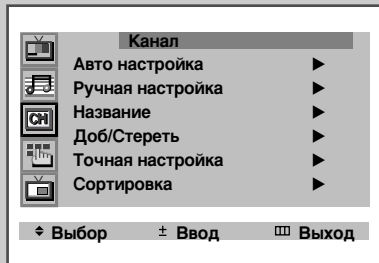 Канал
Авто настройка ▶
Ручная настройка ▶
CH Название ▶
Доб/Стереть ▶
Точная настройка ▶
Сортировка ▶
Выбор ± Ввод Выход